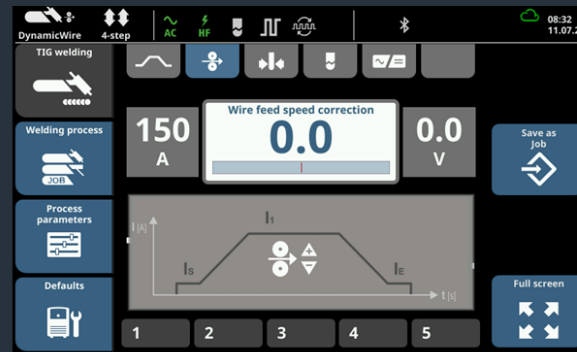 DynamicWire
4-step
AC
HF
08:32
11.07.2
TIG welding
Wire feed speed correction
150
A
0.0
0.0
V
Welding process
JOB
Save as
Job
Process
parameters
I [A]
I1
IS
IE
t [s]
Defaults
Full screen
1
2
3
4
5